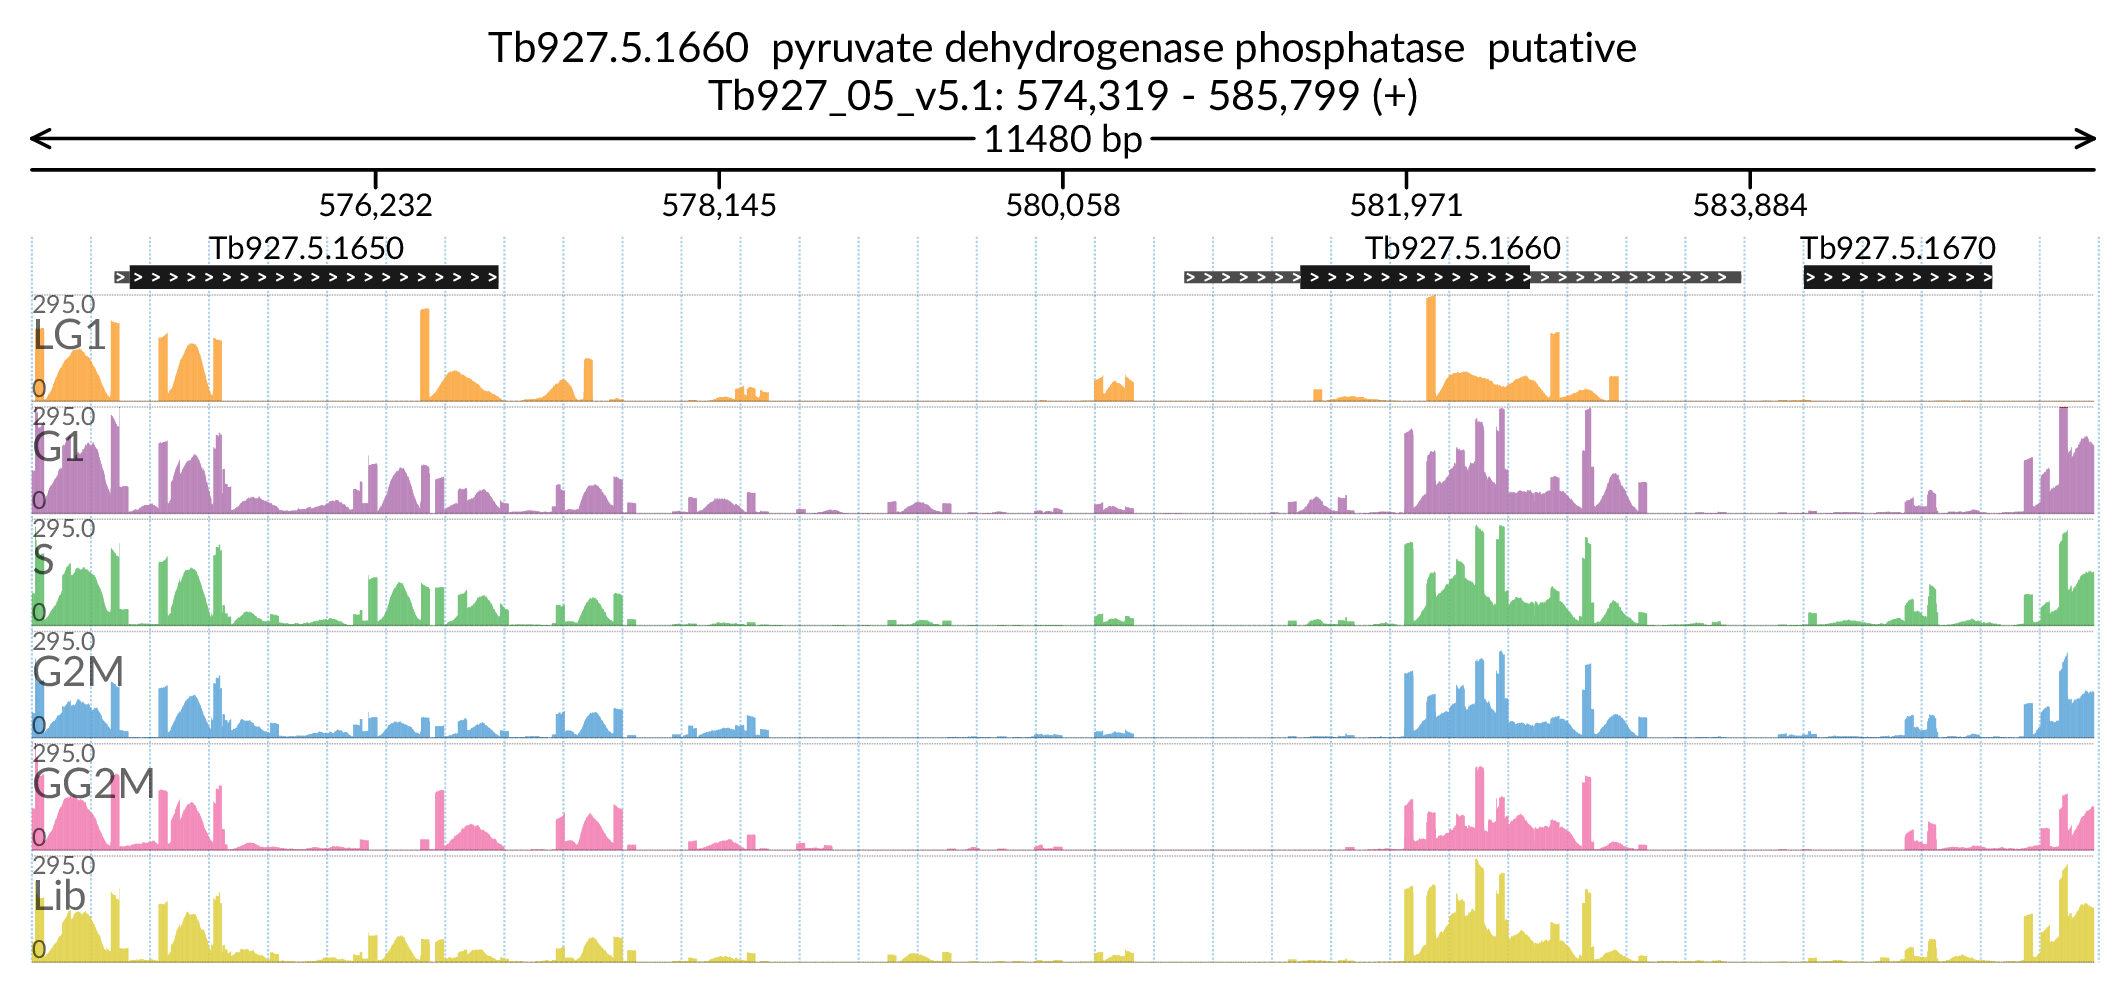 Tb927.5.1660  pyruvate dehydrogenase phosphatase  putative
Tb927_05_v5.1: 574,319 - 585,799 (+)
11480 bp
576,232 578,145 580,058 581,971 583,884
Tb927.5.1650 Tb927.5.1660 Tb927.5.1670
295.0
LG1
0
295.0
G1
0
295.0
S
0
295.0
G2M
0
295.0
GG2M
0
295.0
Lib
0